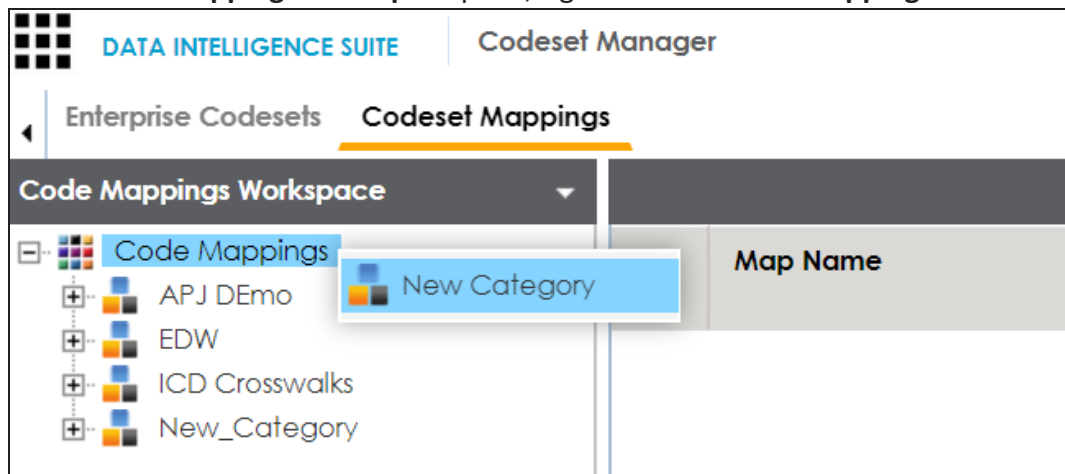 DATA INTELLIGENCE SUITE Codeset Manager
Enterprise Codesets Codeset Mappings
Code Mappings Workspace
Code Mappings
New Category
Map Name
APJ DEmo
EDW
ICD Crosswalks
New_Category